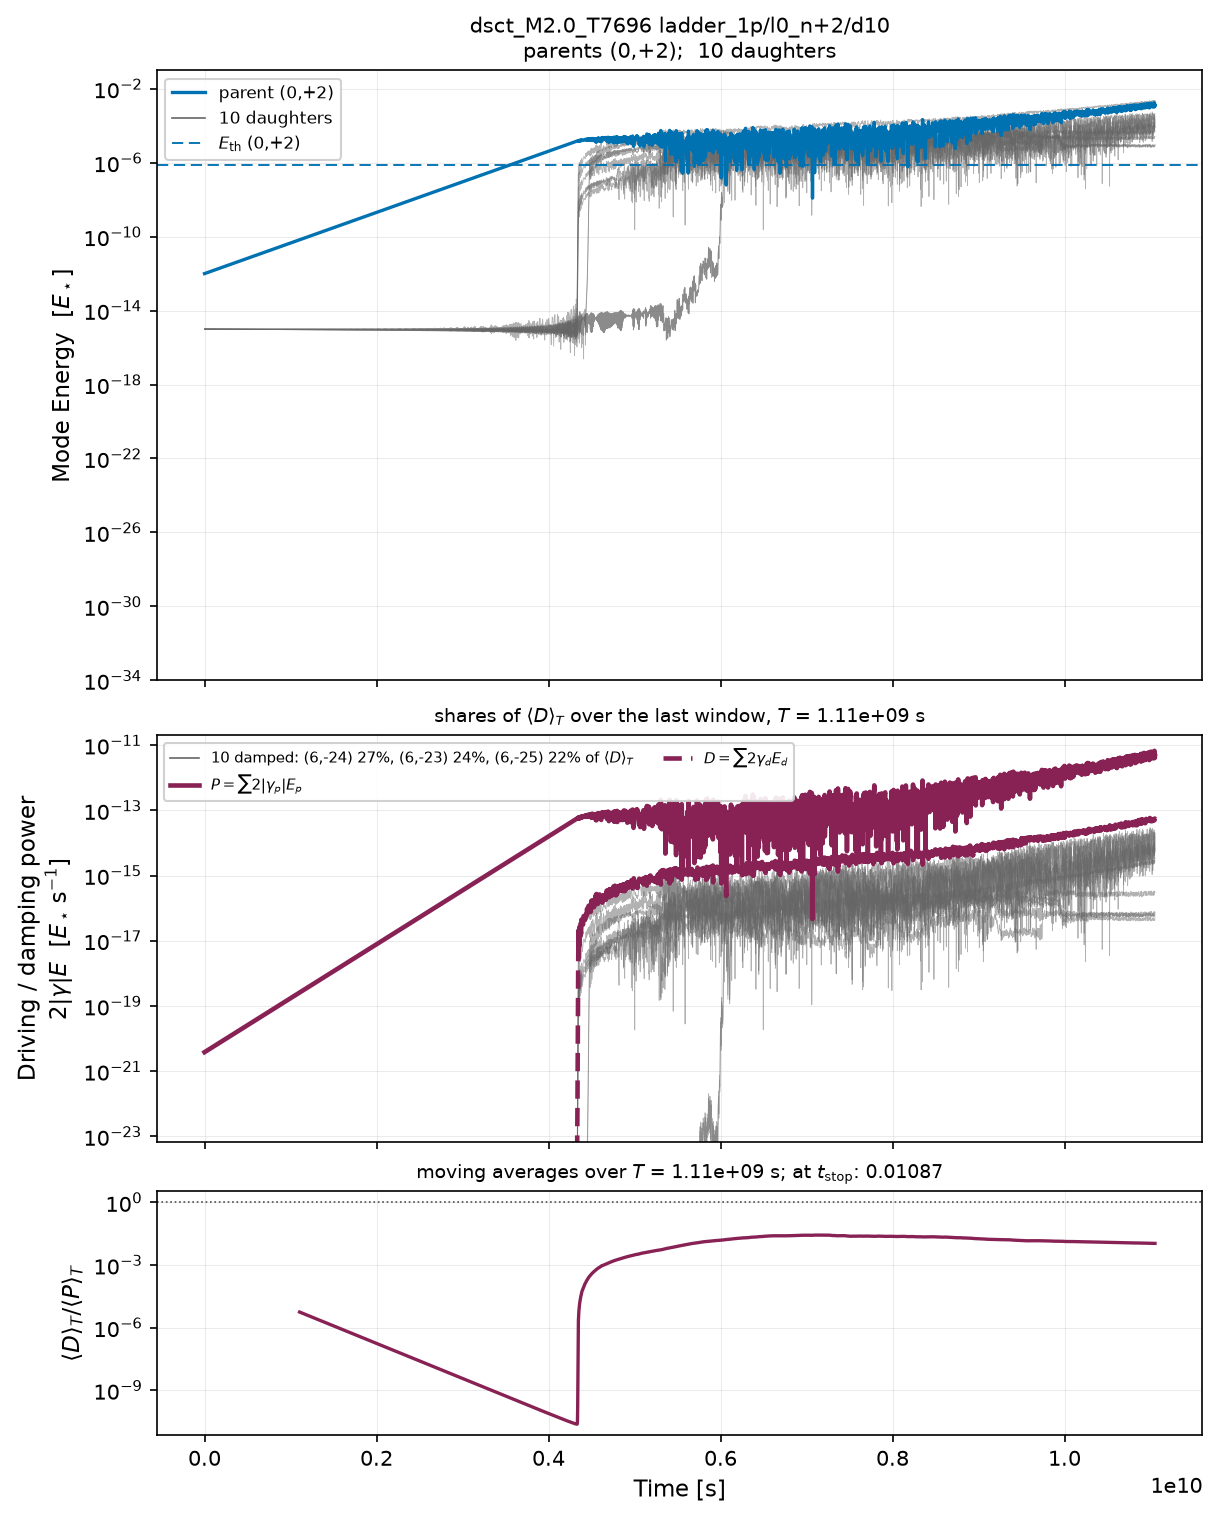 dsct_M2.0_T7696 ladder_1p/l0_n+2/d10
parents (0,+2);  10 daughters
parent (0,+2)
10 daughters
E_th (0,+2)
Mode Energy [E⋆]
10⁻²
10⁻⁶
10⁻¹⁰
10⁻¹⁴
10⁻¹⁸
10⁻²²
10⁻²⁶
10⁻³⁰
10⁻³⁴
shares of ⟨D⟩_T over the last window, T = 1.11e+09 s
10 damped: (6,-24) 27%, (6,-23) 24%, (6,-25) 22% of ⟨D⟩_T
P = ∑2|γ_p|E_p
D = ∑2γ_dE_d
Driving / damping power
2|γ|E [E⋆ s⁻¹]
10⁻¹¹
10⁻¹³
10⁻¹⁵
10⁻¹⁷
10⁻¹⁹
10⁻²¹
10⁻²³
moving averages over T = 1.11e+09 s; at t_stop: 0.01087
⟨D⟩_T/⟨P⟩_T
10⁰
10⁻³
10⁻⁶
10⁻⁹
0.0 0.2 0.4 0.6 0.8 1.0
Time [s]
1e10